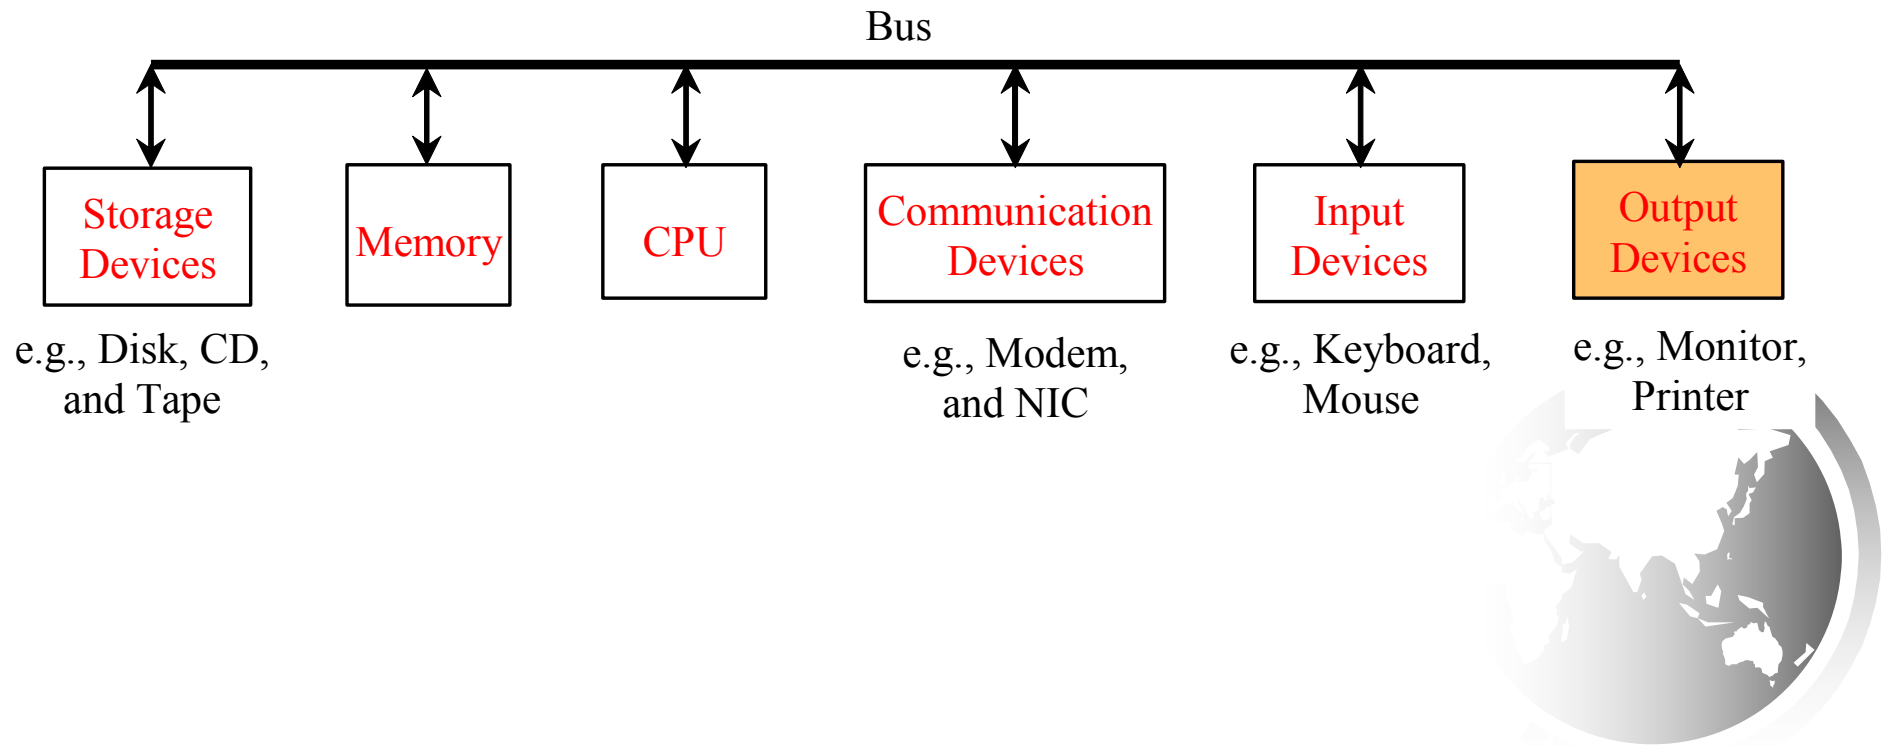 Bus
Storage
Devices
Memory
CPU
Communication
Devices
Input
Devices
Output
Devices
e.g., Disk, CD,
and Tape
e.g., Modem,
and NIC
e.g., Keyboard,
Mouse
e.g., Monitor,
Printer